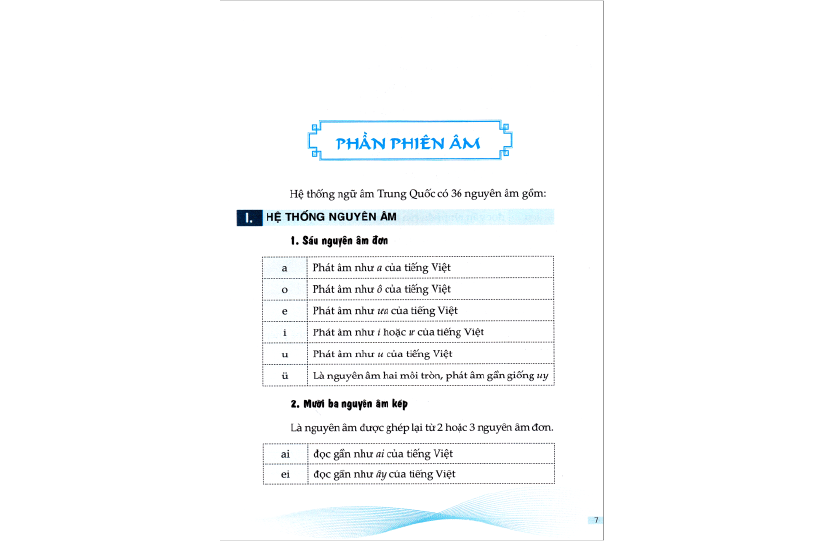 PHẦN PHIÊN ÂM
Hệ thống ngữ âm Trung Quốc có 36 nguyên âm gồm:
I. HỆ THỐNG NGUYÊN ÂM
1. Sáu nguyên âm đơn
a Phát âm như a của tiếng Việt
o Phát âm như ô của tiếng Việt
e Phát âm như ưa của tiếng Việt
i Phát âm như i hoặc ư của tiếng Việt
u Phát âm như u của tiếng Việt
ü Là nguyên âm hai môi tròn, phát âm gần giống uy
2. Mười ba nguyên âm kép
Là nguyên âm được ghép lại từ 2 hoặc 3 nguyên âm đơn.
ai đọc gần như ai của tiếng Việt
ei đọc gần như ây của tiếng Việt
7